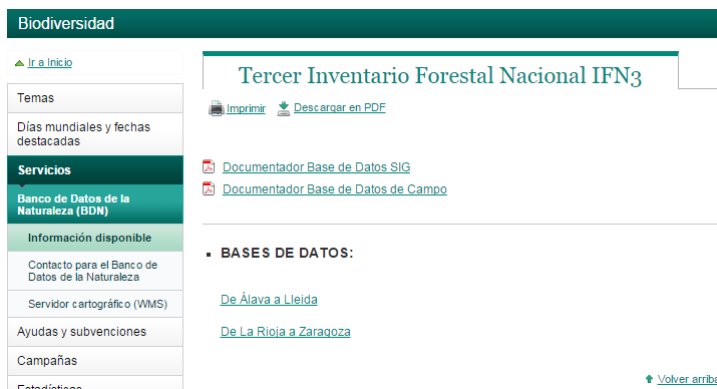 Biodiversidad
Ir a Inicio
Temas
Días mundiales y fechas
destacadas
Servicios
Banco de Datos de la
Naturaleza (BDN)
Información disponible
Contacto para el Banco de
Datos de la Naturaleza
Servidor cartográfico (WMS)
Ayudas y subvenciones
Campañas
Estadísticas
Tercer Inventario Forestal Nacional IFN3
Imprimir Descargar en PDF
Documentador Base de Datos SIG
Documentador Base de Datos de Campo
BASES DE DATOS:
De Álava a Lleida
De La Rioja a Zaragoza
Volver arriba